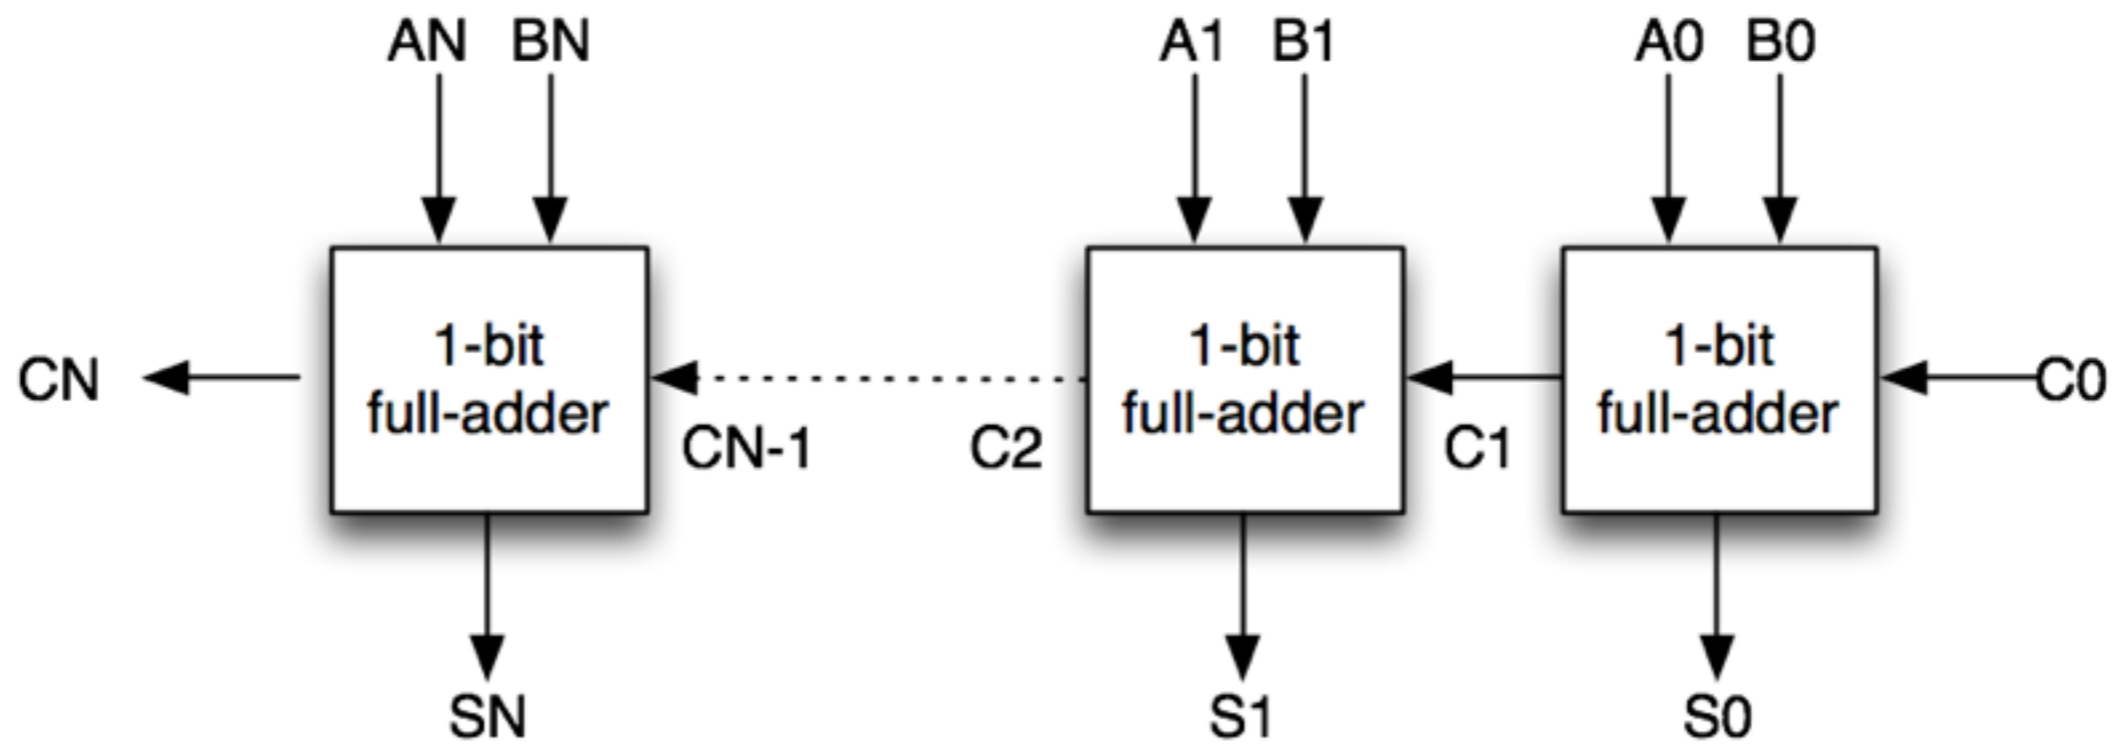 AN BN A1 B1 A0 B0
1-bit
full-adder
1-bit
full-adder
1-bit
full-adder
CN
CN-1
C2
C1
C0
SN
S1
S0